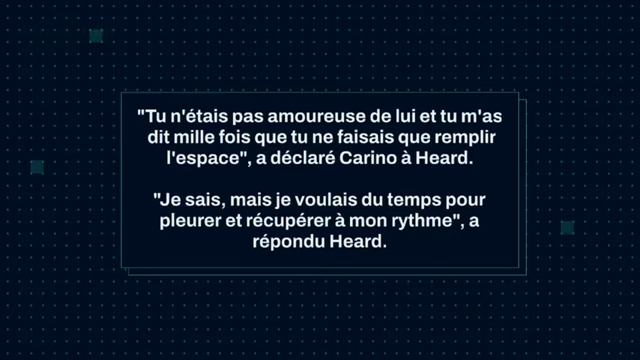 "Tu n'étais pas amoureuse de lui et tu m'as
dit mille fois que tu ne faisais que remplir
l'espace", a déclaré Carino à Heard.
"Je sais, mais je voulais du temps pour
pleurer et récupérer à mon rythme", a
répondu Heard.